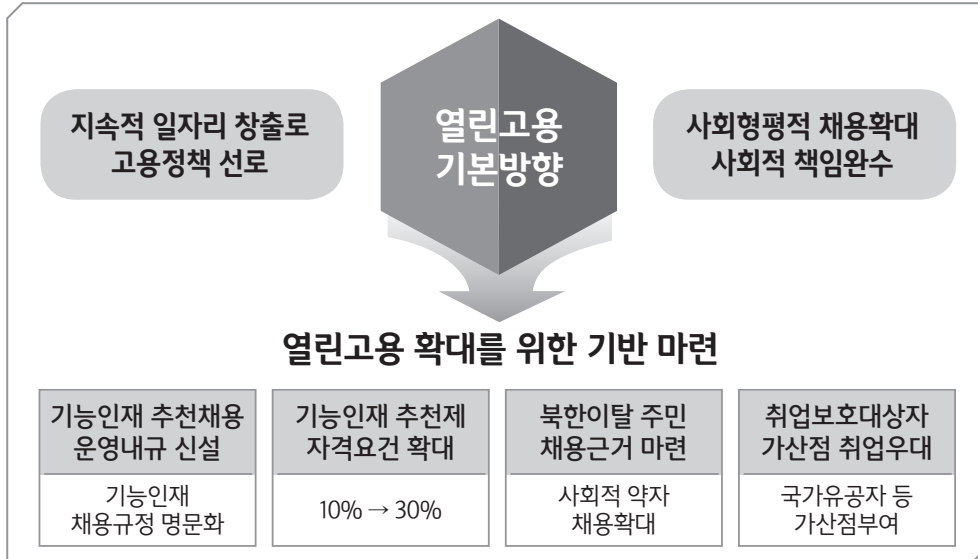 지속적 일자리 창출로
고용정책 선로
열린고용
기본방향
사회형평적 채용확대
사회적 책임완수
열린고용 확대를 위한 기반 마련
기능인재 추천채용
운영내규 신설
기능인재
채용규정 명문화
기능인재 추천제
자격요건 확대
10% → 30%
북한이탈 주민
채용근거 마련
사회적 약자
채용확대
취업보호대상자
가산점 취업우대
국가유공자 등
가산점부여